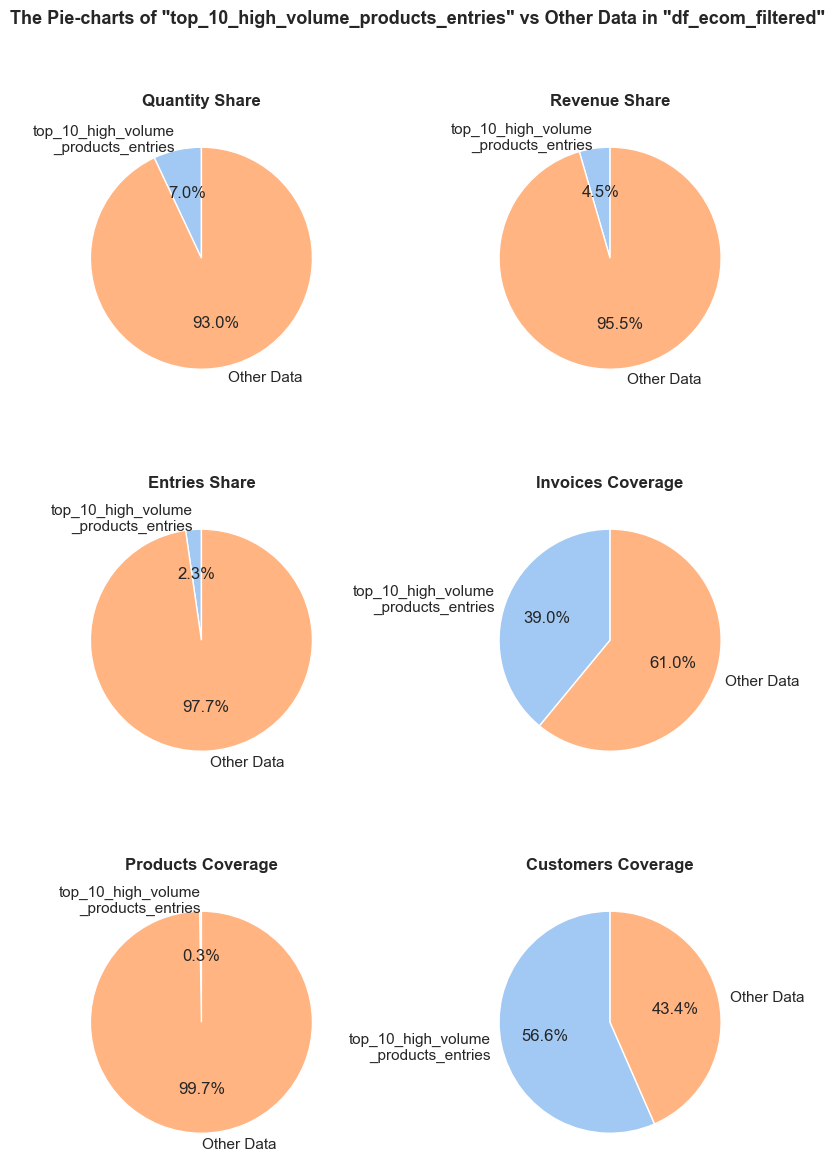 The Pie-charts of "top_10_high_volume_products_entries" vs Other Data in "df_ecom_filtered"
Quantity Share
top_10_high_volume
_products_entries
7.0%
93.0%
Other Data
Revenue Share
top_10_high_volume
_products_entries
4.5%
95.5%
Other Data
Entries Share
top_10_high_volume
_products_entries
2.3%
97.7%
Other Data
Invoices Coverage
top_10_high_volume
_products_entries
39.0%
61.0%
Other Data
Products Coverage
top_10_high_volume
_products_entries
0.3%
99.7%
Other Data
Customers Coverage
Other Data
43.4%
56.6%
top_10_high_volume
_products_entries